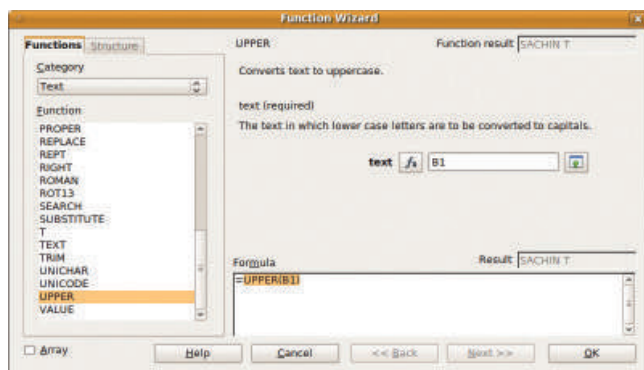 Function Wizard
Functions Structure
Category
Text
Function
PROPER
REPLACE
REPT
RIGHT
ROMAN
ROT13
SEARCH
SUBSTITUTE
T
TEXT
TRIM
UNICHAR
UNICODE
UPPER
VALUE
UPPER Function result SACHIN T
Converts text to uppercase.
text (required)
The text in which lower case letters are to be converted to capitals.
text fx B1
Formula Result SACHIN T
=UPPER(B1)
Array Help Cancel << Back Next >> OK